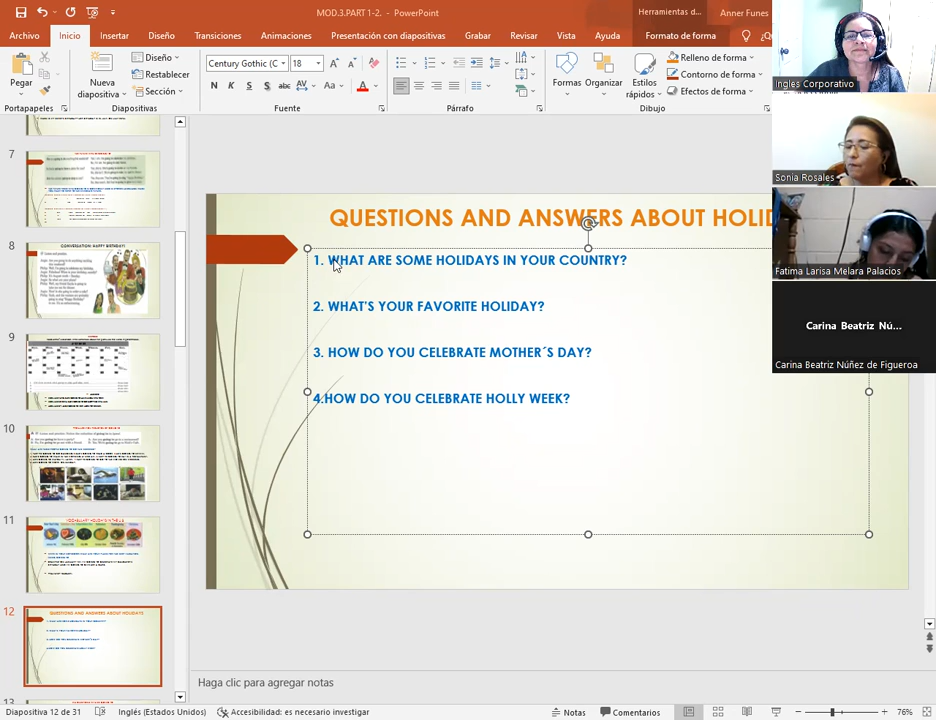 MOD.3.PART 1-2. - PowerPoint
Herramientas d...
Anner Funes
Archivo
Inicio
Insertar
Diseño
Transiciones
Animaciones
Presentación con diapositivas
Grabar
Revisar
Vista
Ayuda
Formato de forma
Pegar
Portapapeles
Nueva
diapositiva
Diseño
Restablecer
Sección
Diapositivas
Century Gothic (C
18
N K S S abc AV Aa A
Fuente
Párrafo
Formas
Organizar
Estilos
rápidos
Relleno de forma
Contorno de forma
Efectos de forma
Dibujo
Ingles Corporativo
Sonia Rosales
Fatima Larisa Melara Palacios
Carina Beatriz Nú...
Carina Beatriz Núñez de Figueroa
7
8
CONVERSATION: HAPPY BIRTHDAY!
9
10
11
12
QUESTIONS AND ANSWERS ABOUT HOLIDAYS
13
QUESTIONS AND ANSWERS ABOUT HOLID
1. WHAT ARE SOME HOLIDAYS IN YOUR COUNTRY?
2. WHAT'S YOUR FAVORITE HOLIDAY?
3. HOW DO YOU CELEBRATE MOTHER´S DAY?
4.HOW DO YOU CELEBRATE HOLLY WEEK?
Haga clic para agregar notas
Diapositiva 12 de 31
Inglés (Estados Unidos)
Accesibilidad: es necesario investigar
Notas
Comentarios
76%